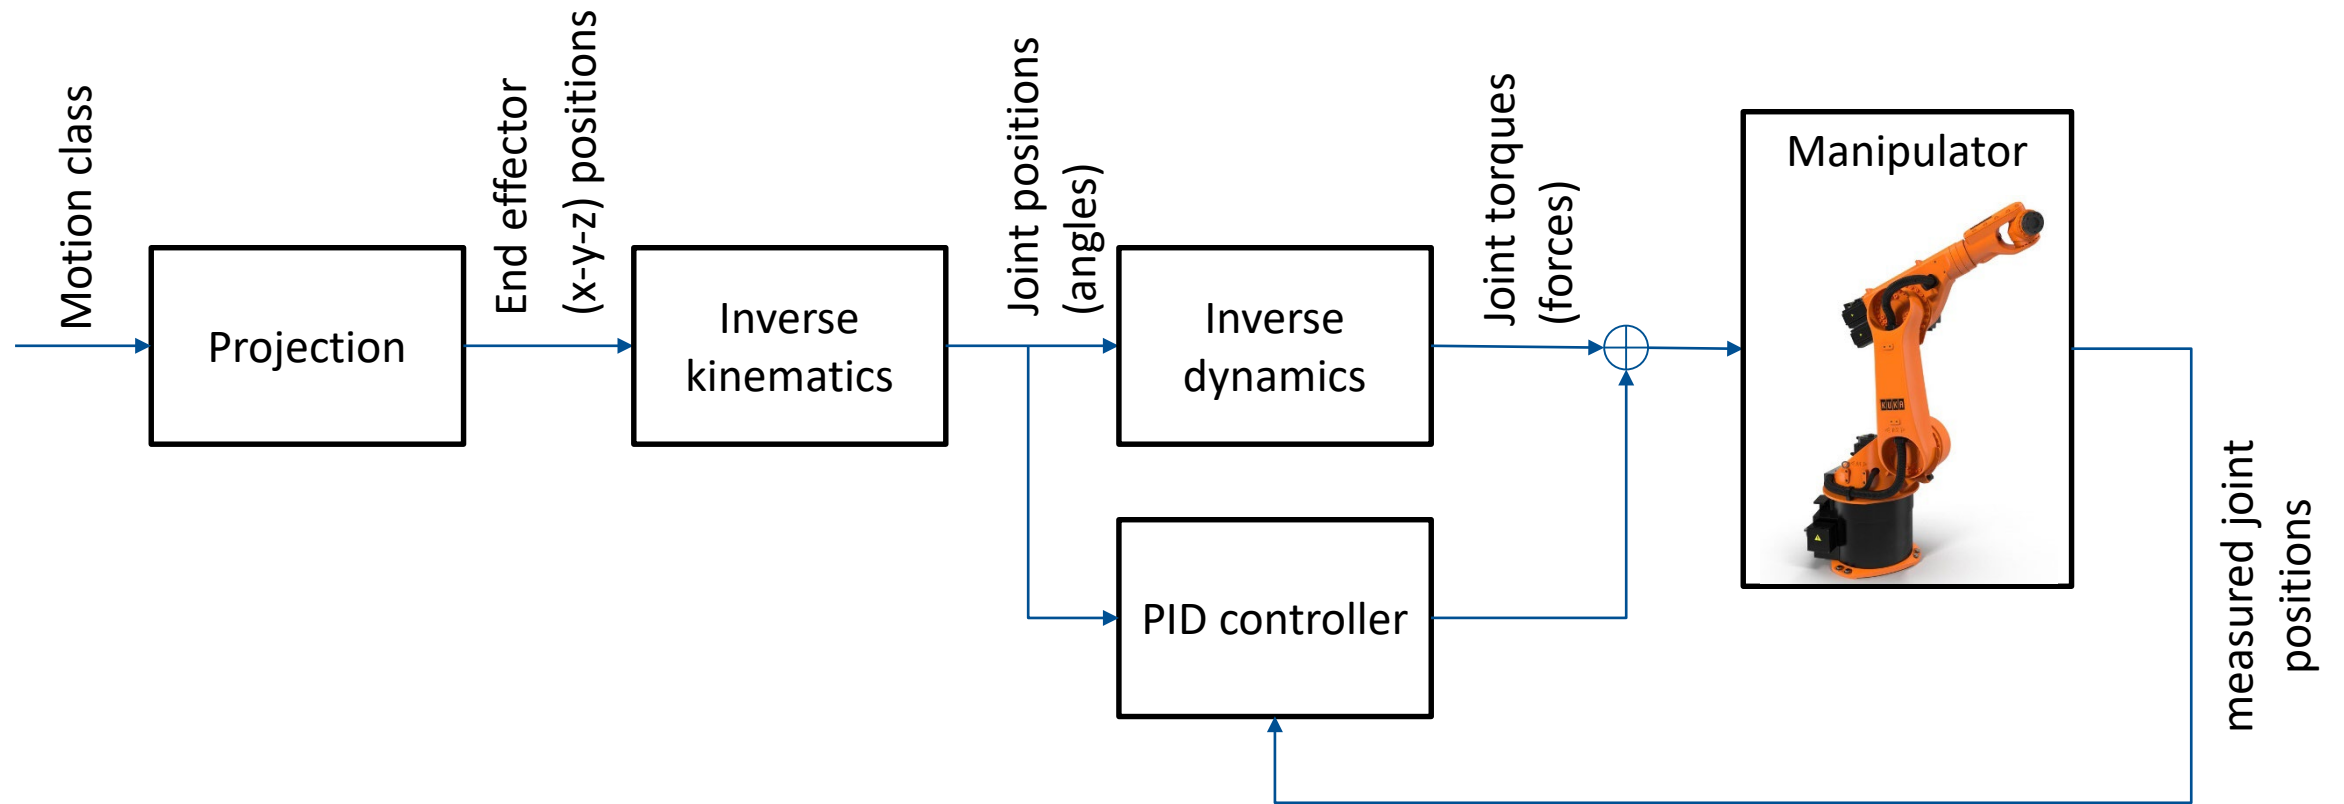 Motion class
Projection
End effector
(x-y-z) positions
Inverse
kinematics
Joint positions
(angles)
Inverse
dynamics
Joint torques
(forces)
PID controller
Manipulator
KUKA
measured joint
positions